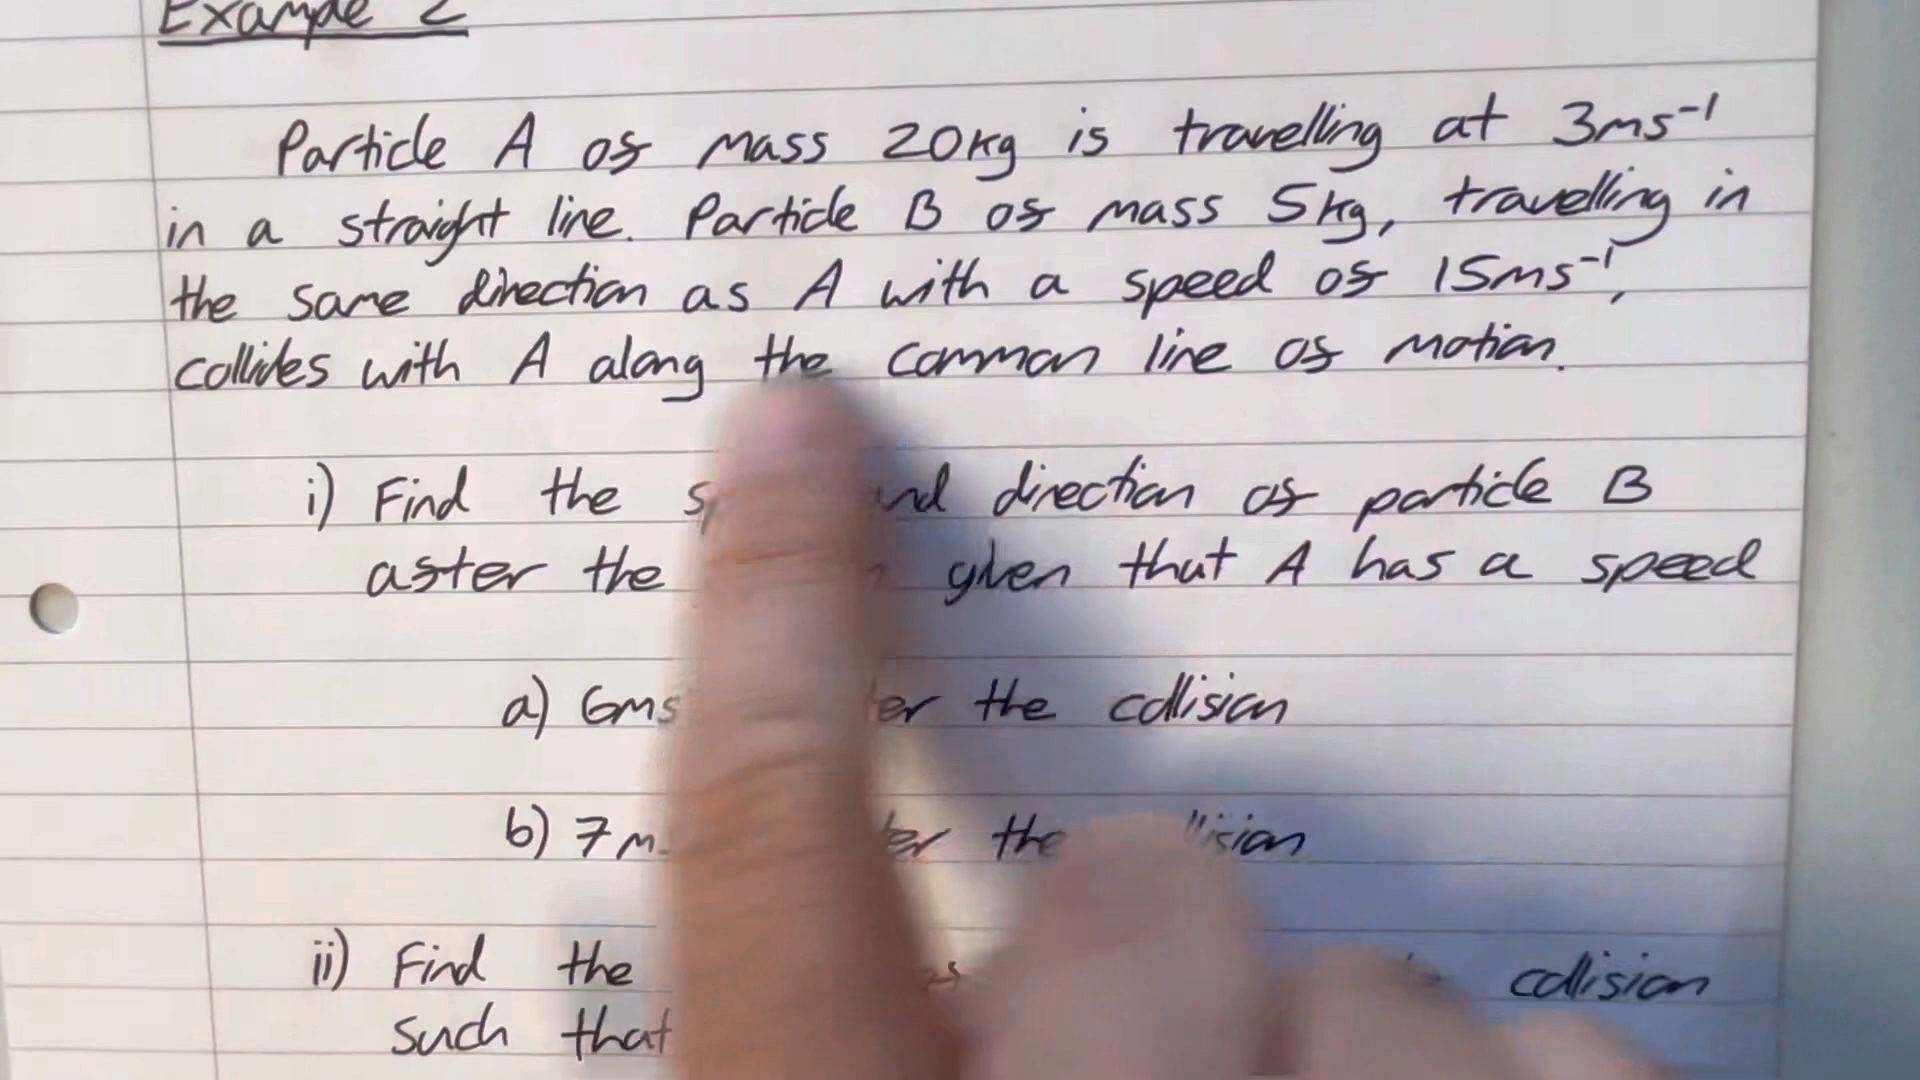 Example 2
Particle A of mass 20kg is travelling at 3ms⁻¹
in a straight line. Particle B of mass 5kg, travelling in
the same direction as A with a speed of 15ms⁻¹,
collides with A along the common line of motion.
i) Find the and direction of particle B
after the given that A has a speed
a) 6ms the collision
b) 7m the
ii) Find the collision
such that